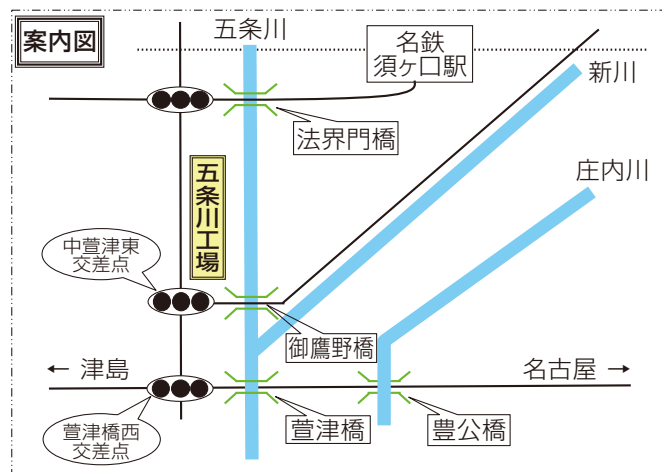 案内図
五条川
名鉄
須ヶ口駅
新川
法界門橋
庄内川
五条川工場
中萱津東
交差点
御鷹野橋
← 津島
名古屋 →
萱津橋西
交差点
萱津橋
豊公橋